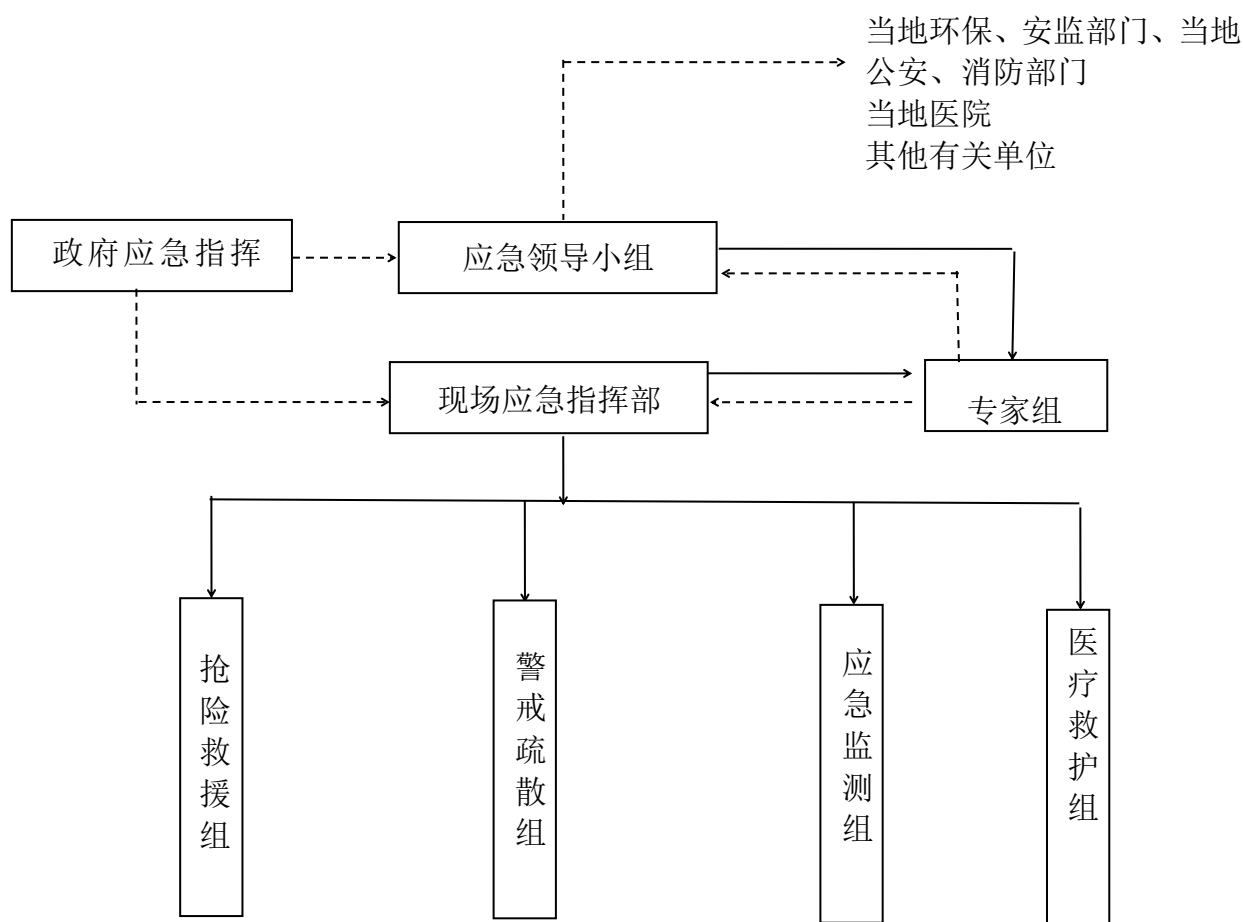 当地环保、安监部门、当地
公安、消防部门
当地医院
其他有关单位
政府应急指挥
应急领导小组
现场应急指挥部
专家组
抢险救援组
警戒疏散组
应急监测组
医疗救护组